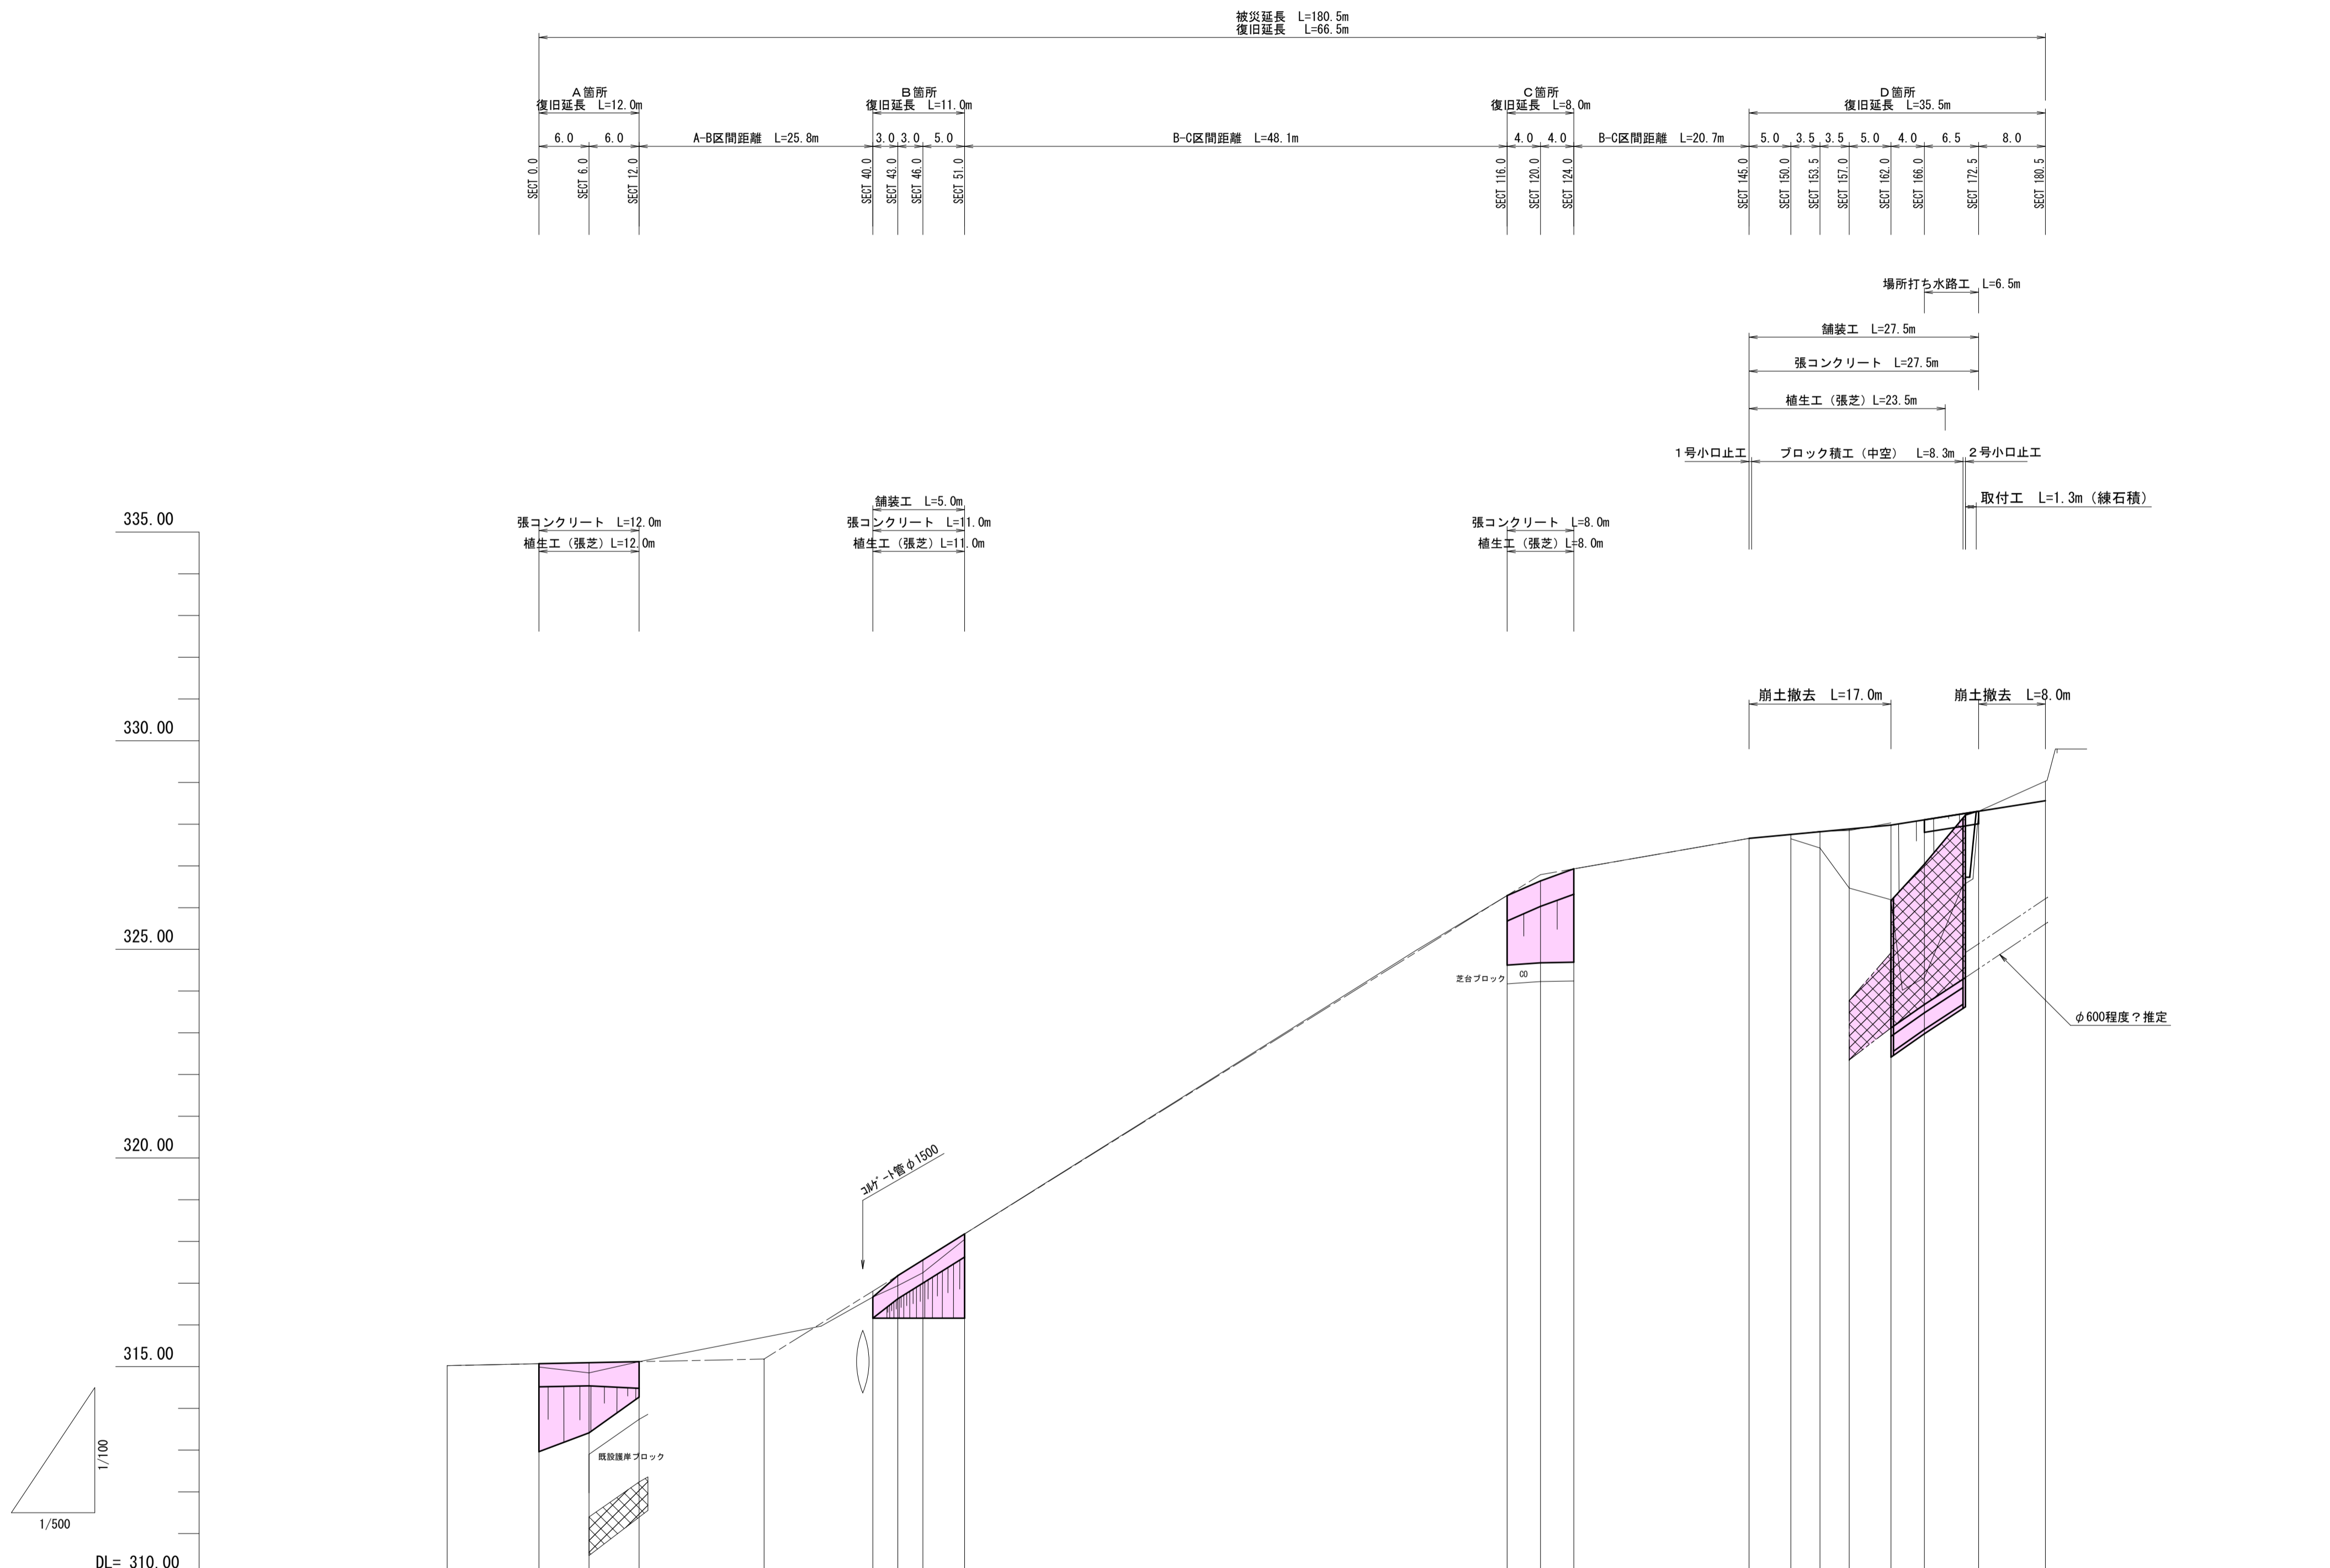 被災延長　L=180.5m
復旧延長　L=66.5m
Ａ箇所
復旧延長　L=12.0m
Ｂ箇所
復旧延長　L=11.0m
Ｃ箇所
復旧延長　L=8.0m
Ｄ箇所
復旧延長　L=35.5m
6.0
6.0
A-B区間距離　L=25.8m
3.0
3.0
5.0
B-C区間距離　L=48.1m
4.0
4.0
B-C区間距離　L=20.7m
5.0
3.5
3.5
5.0
4.0
6.5
8.0
SECT 0.0
SECT 6.0
SECT 12.0
SECT 40.0
SECT 43.0
SECT 46.0
SECT 51.0
SECT 116.0
SECT 120.0
SECT 124.0
SECT 145.0
SECT 150.0
SECT 153.5
SECT 157.0
SECT 162.0
SECT 166.0
SECT 172.5
SECT 180.5
場所打ち水路工　L=6.5m
舗装工　L=27.5m
張コンクリート　L=27.5m
植生工（張芝）L=23.5m
１号小口止工
ブロック積工（中空）　L=8.3m
２号小口止工
取付工　L=1.3m（練石積）
舗装工　L=5.0m
張コンクリート　L=12.0m
張コンクリート　L=11.0m
張コンクリート　L=8.0m
植生工（張芝）L=12.0m
植生工（張芝）L=11.0m
植生工（張芝）L=8.0m
335.00
崩土撤去　L=17.0m
崩土撤去　L=8.0m
330.00
325.00
芝台ブロック
CO
φ600程度？推定
320.00
ｺﾙｹﾞｰﾄ管φ1500
315.00
既設護岸ブロック
1/100
1/500
DL= 310.00